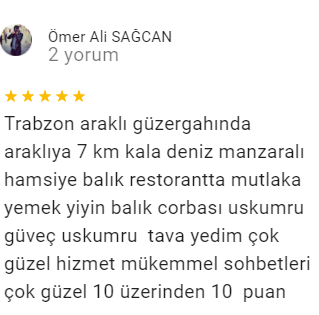 Ömer Ali SAĞCAN
2 yorum
Trabzon araklı güzergahında
araklıya 7 km kala deniz manzaralı
hamsiye balık restorantta mutlaka
yemek yiyin balık corbası uskumru
güveç uskumru  tava yedim çok
güzel hizmet mükemmel sohbetleri
çok güzel 10 üzerinden 10  puan